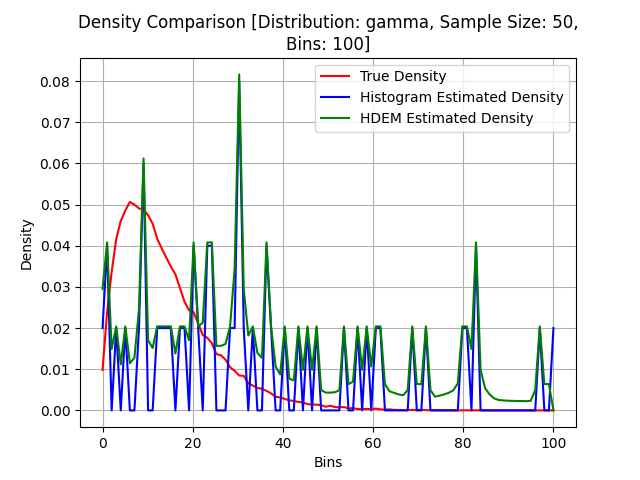 Density Comparison [Distribution: gamma, Sample Size: 50,
Bins: 100]
True Density
Histogram Estimated Density
HDEM Estimated Density
Density
0.08
0.07
0.06
0.05
0.04
0.03
0.02
0.01
0.00
0 20 40 60 80 100
Bins